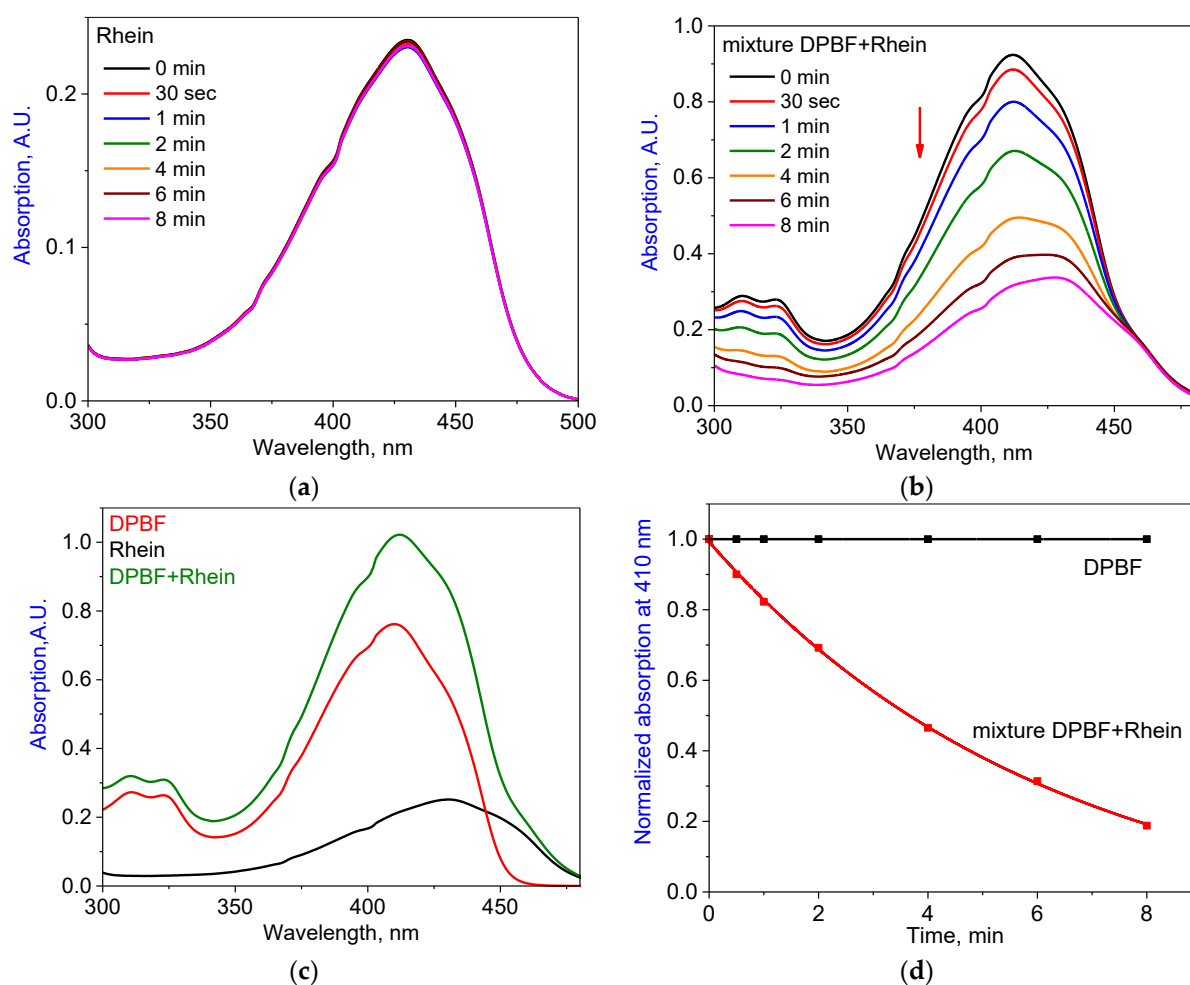 Rhein
0 min
30 sec
1 min
2 min
4 min
6 min
8 min
0.2
0.1
0.0
300
350
400
450
500
Absorption, A.U.
Wavelength, nm
(a)
mixture DPBF+Rhein
0 min
30 sec
1 min
2 min
4 min
6 min
8 min
1.0
0.8
0.6
0.4
0.2
0.0
300
350
400
450
Absorption, A.U.
Wavelength, nm
(b)
DPBF
Rhein
DPBF+Rhein
1.0
0.8
0.6
0.4
0.2
0.0
300
350
400
450
Absorption,A.U.
Wavelength, nm
(c)
1.0
0.8
0.6
0.4
0.2
0.0
0
2
4
6
8
Normalized absorption at 410 nm
DPBF
mixture DPBF+Rhein
Time, min
(d)